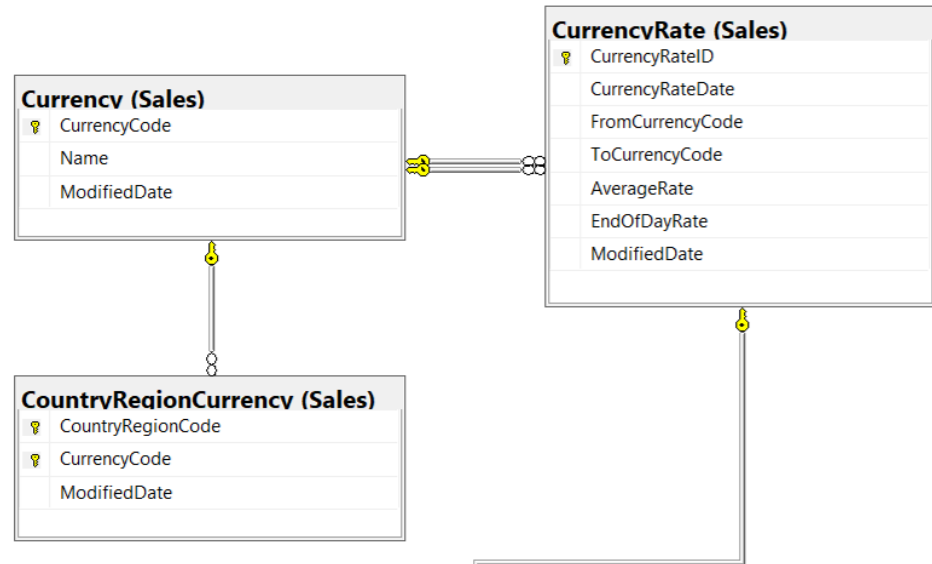 Currency (Sales)
CurrencyCode
Name
ModifiedDate
CurrencyRate (Sales)
CurrencyRateID
CurrencyRateDate
FromCurrencyCode
ToCurrencyCode
AverageRate
EndOfDayRate
ModifiedDate
CountryRegionCurrency (Sales)
CountryRegionCode
CurrencyCode
ModifiedDate